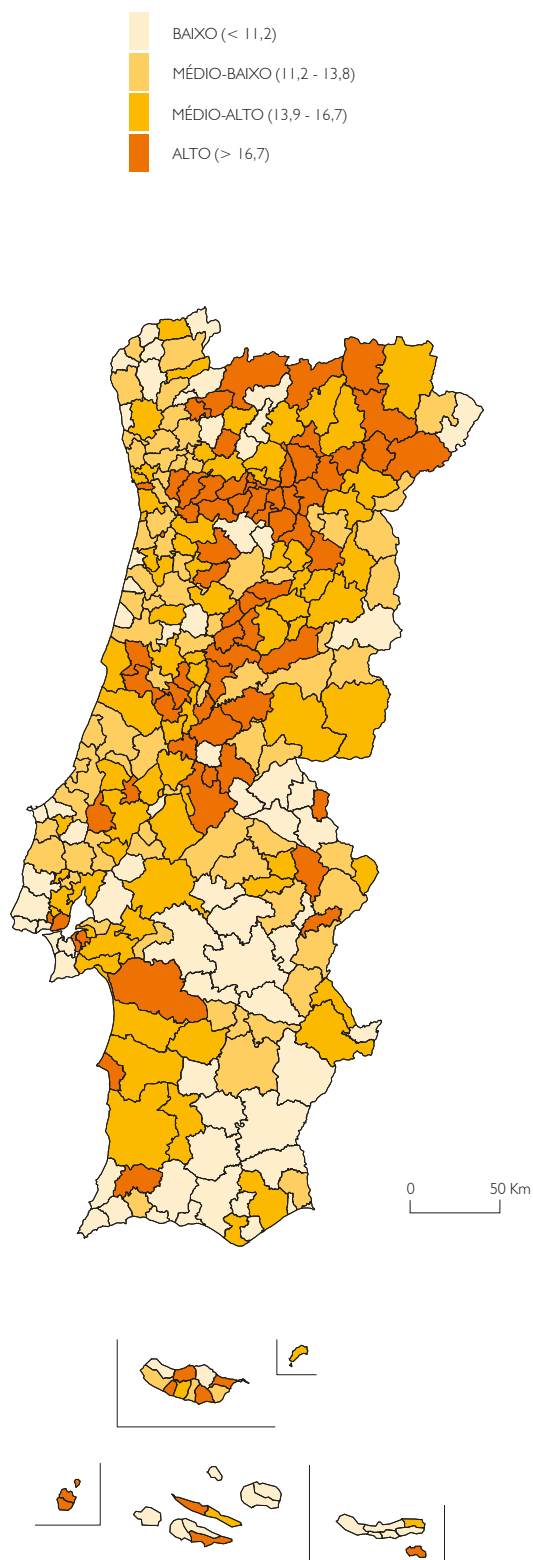 BAIXO (< 11,2)
MÉDIO-BAIXO (11,2 - 13,8)
MÉDIO-ALTO (13,9 - 16,7)
ALTO (> 16,7)
0 50 Km